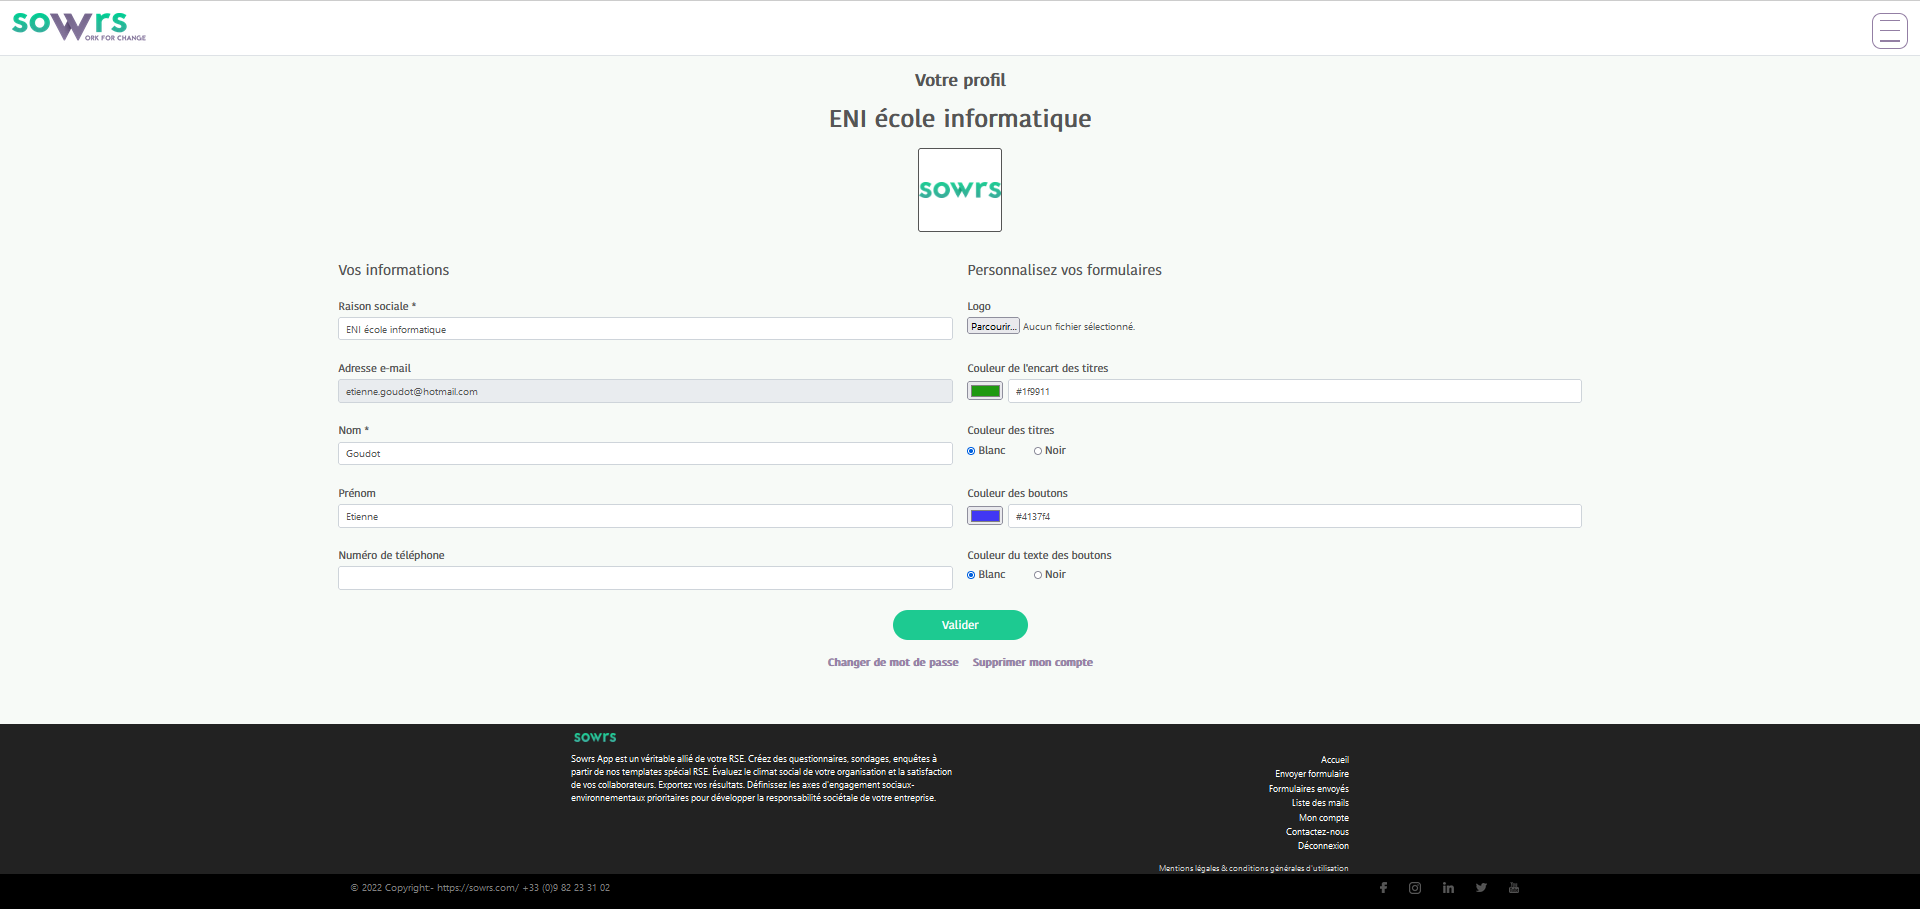 sowrs
ORK FOR CHANGE
Votre profil
ENI école informatique
sowrs
Vos informations
Raison sociale *
ENI école informatique
Adresse e-mail
etienne.goudot@hotmail.com
Nom *
Goudot
Prénom
Etienne
Numéro de téléphone
Personnalisez vos formulaires
Logo
Parcourir... Aucun fichier sélectionné.
Couleur de l'encart des titres
#1f9911
Couleur des titres
Blanc Noir
Couleur des boutons
#4137f4
Couleur du texte des boutons
Blanc Noir
Valider
Changer de mot de passe Supprimer mon compte
sowrs
Sowrs App est un véritable allié de votre RSE. Créez des questionnaires, sondages, enquêtes à
partir de nos templates spécial RSE. Évaluez le climat social de votre organisation et la satisfaction
de vos collaborateurs. Exportez vos résultats. Définissez les axes d'engagement sociaux-
environnementaux prioritaires pour développer la responsabilité sociétale de votre entreprise.
Accueil
Envoyer formulaire
Formulaires envoyés
Liste des mails
Mon compte
Contactez-nous
Déconnexion
Mentions légales & conditions générales d'utilisation
© 2022 Copyright:- https://sowrs.com/ +33 (0)9 82 23 31 02